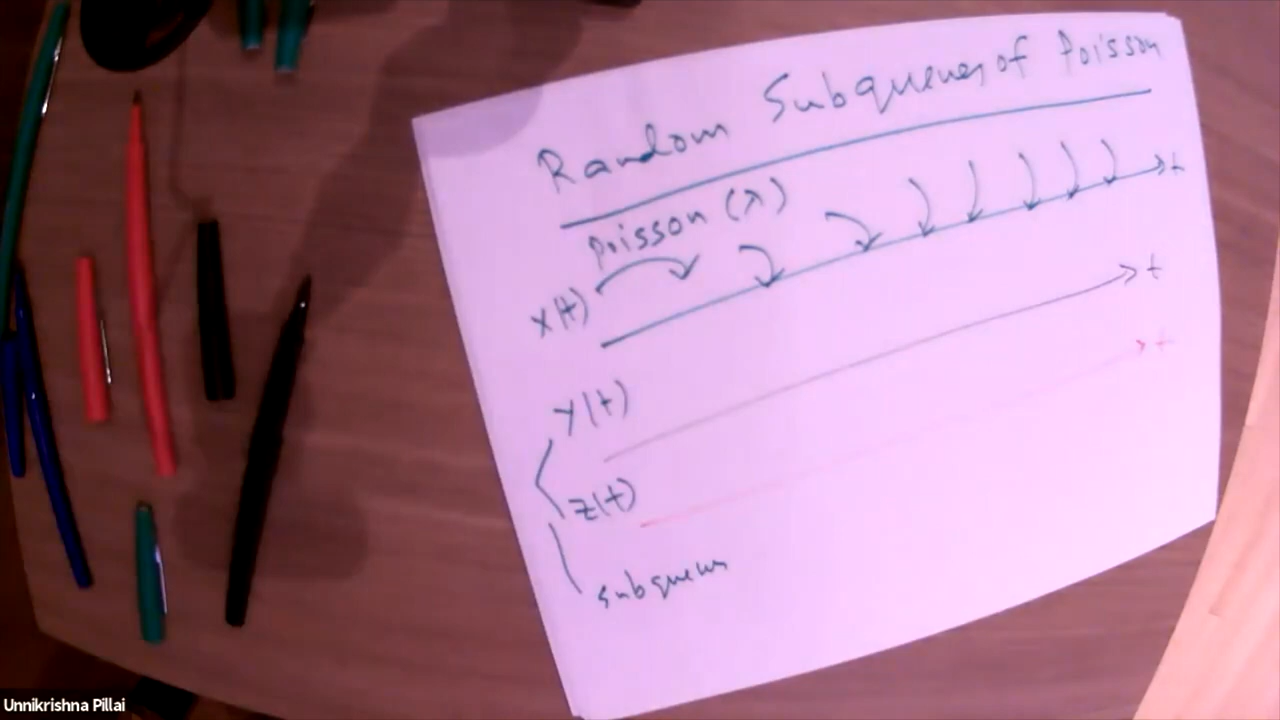 Random Subqueues of Poisson
Poisson (λ)
X(t)
t
Y(t)
t
Z(t)
t
subqueues
Unnikrishna Pillai